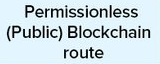 Permissionless
(Public) Blockchain
route